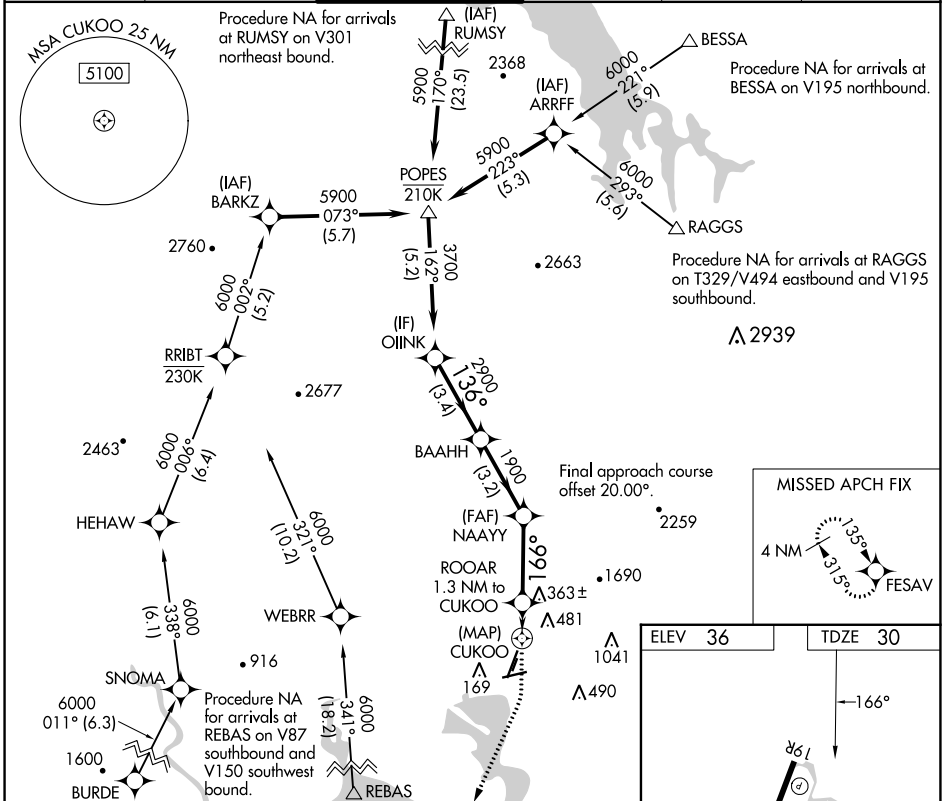 MSA CUKOO 25 NM
5100
Procedure NA for arrivals
at RUMSY on V301
northeast bound.
(IAF)
RUMSY
5900
170°
(23.5)
2368
BESSA
6000
221°
(5.9)
Procedure NA for arrivals at
BESSA on V195 northbound.
(IAF)
ARRFF
5900
223°
(5.3)
6000
293°
(5.6)
RAGGS
Procedure NA for arrivals at RAGGS
on T329/V494 eastbound and V195
southbound.
2939
POPES
210K
(IAF)
BARKZ
5900
073°
(5.7)
2760
3700
162°
(5.2)
2663
6000
002°
(5.2)
(IF)
OIINK
RRIBT
230K
2900
136°
(3.4)
2677
2463
6000
006°
(6.4)
BAAHH
1900
(3.2)
Final approach course
offset 20.00°.
2259
HEHAW
6000
321°
(10.2)
(FAF)
NAAYY
166°
MISSED APCH FIX
4 NM
135°
315°
FESAV
ROOAR
1.3 NM to
CUKOO
363±
1690
481
WEBRR
6000
338°
(6.1)
(MAP)
CUKOO
1041
169
490
916
SNOMA
6000
011° (6.3)
Procedure NA
for arrivals at
REBAS on V87
southbound and
V150 southwest
bound.
6000
341°
(18.2)
1600
BURDE
REBAS
ELEV 36
TDZE 30
166°
19R
P